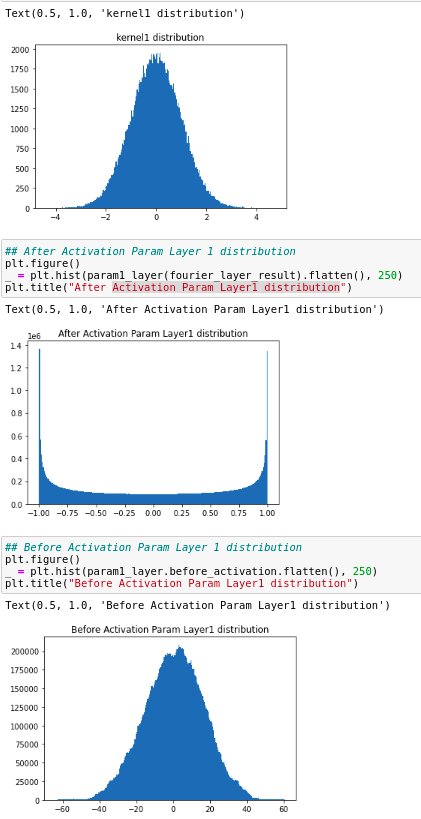 Text(0.5, 1.0, 'kernel1 distribution')
kernel1 distribution
2000
1750
1500
1250
1000
750
500
250
0
−4 −2 0 2 4
## After Activation Param Layer 1 distribution
plt.figure()
_ = plt.hist(param1_layer(fourier_layer_result).flatten(), 250)
plt.title("After Activation Param Layer1 distribution")
Text(0.5, 1.0, 'After Activation Param Layer1 distribution')
1e6 After Activation Param Layer1 distribution
1.4
1.2
1.0
0.8
0.6
0.4
0.2
0.0
−1.00 −0.75 −0.50 −0.25 0.00 0.25 0.50 0.75 1.00
## Before Activation Param Layer 1 distribution
plt.figure()
_ = plt.hist(param1_layer.before_activation.flatten(), 250)
plt.title("Before Activation Param Layer1 distribution")
Text(0.5, 1.0, 'Before Activation Param Layer1 distribution')
Before Activation Param Layer1 distribution
200000
175000
150000
125000
100000
75000
50000
25000
0
−60 −40 −20 0 20 40 60